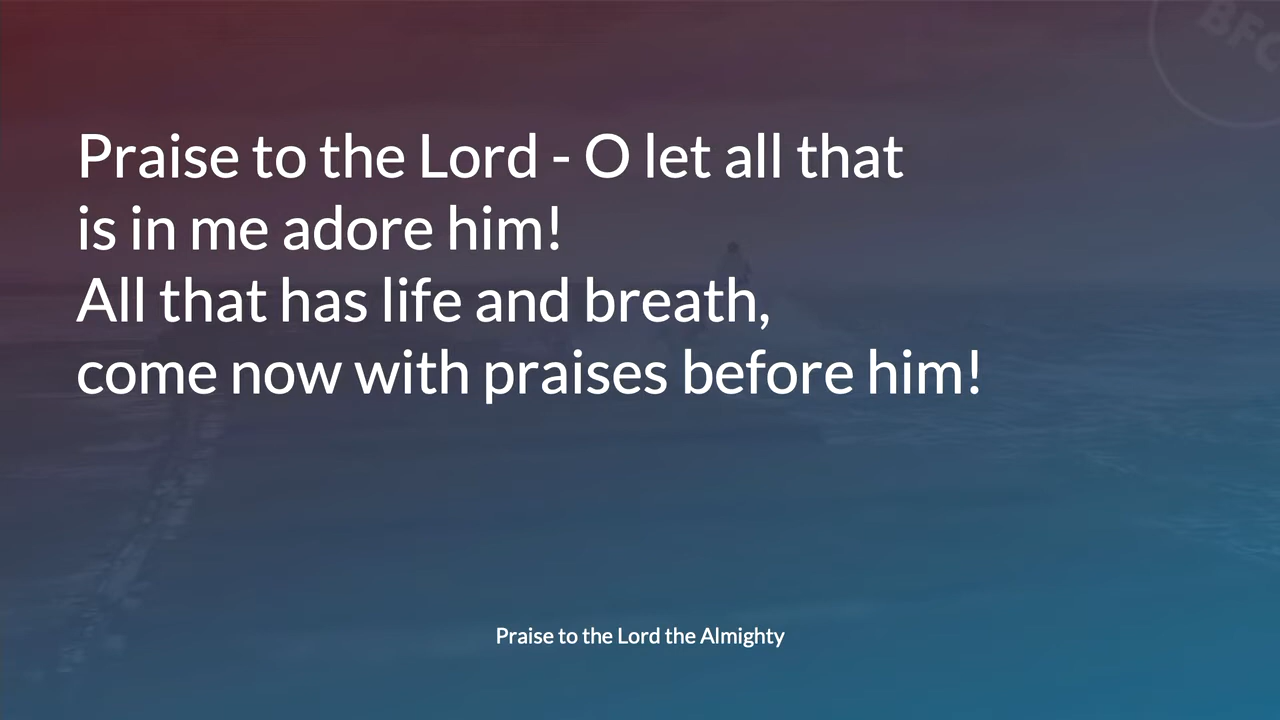 BFC
Praise to the Lord - O let all that
is in me adore him!
All that has life and breath,
come now with praises before him!
Praise to the Lord the Almighty